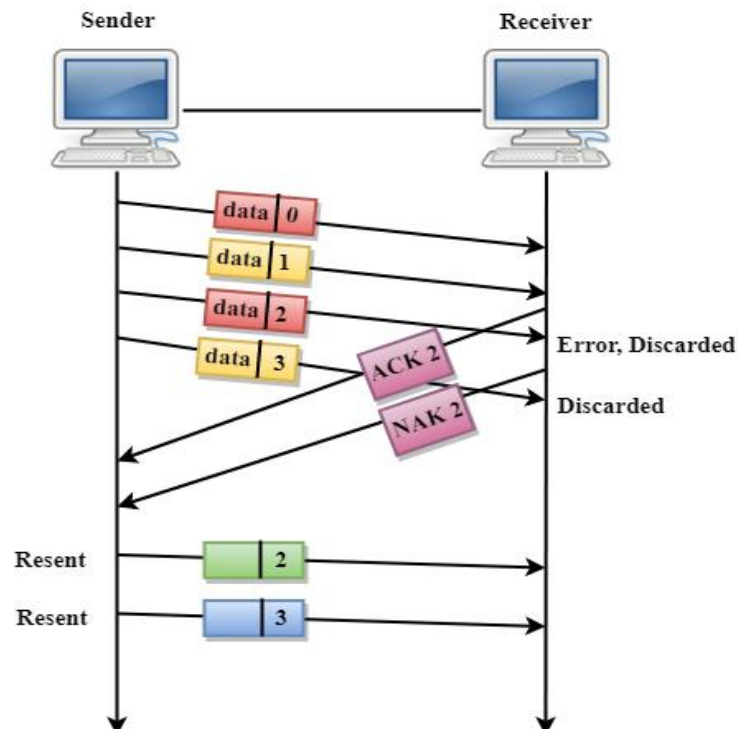 Sender
Receiver
data 0
data 1
data 2
data 3
ACK 2
Error, Discarded
NAK 2
Discarded
Resent
2
Resent
3